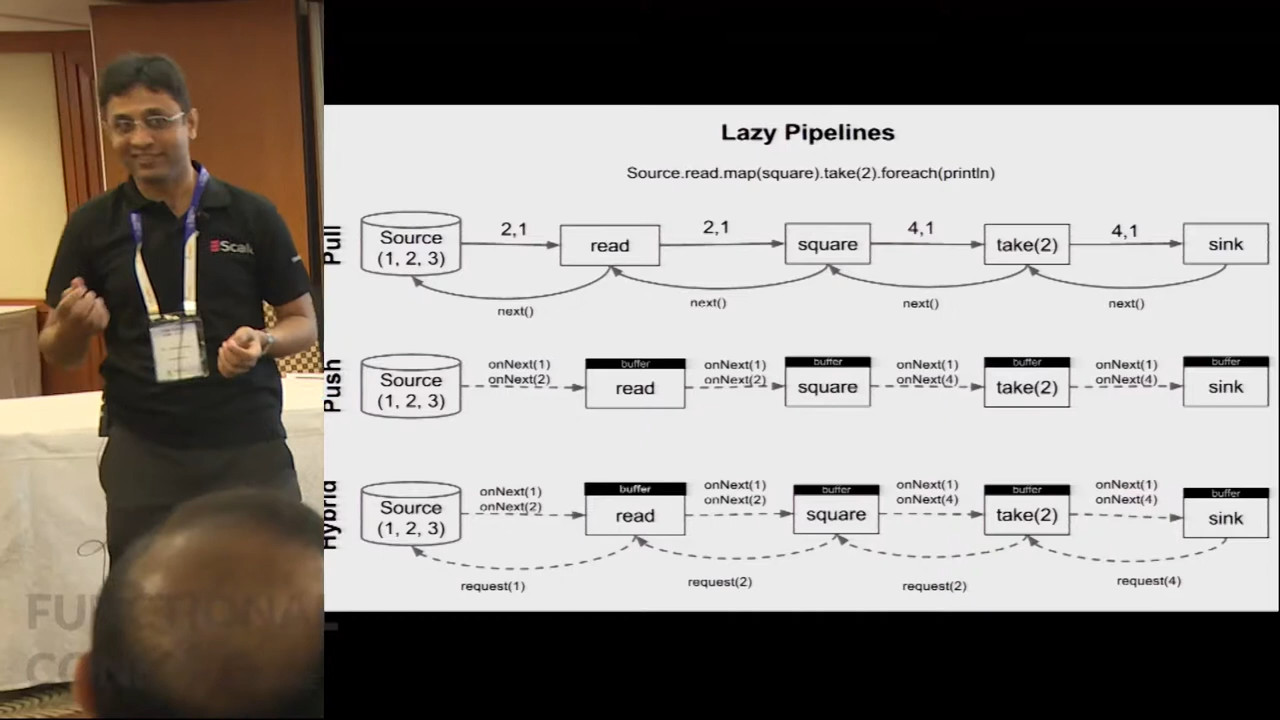 Lazy Pipelines
Source.read.map(square).take(2).foreach(println)
Pull
Source
(1, 2, 3)
2,1
read
2,1
square
4,1
take(2)
4,1
sink
next()
next()
next()
next()
Push
Source
(1, 2, 3)
onNext(1)
onNext(2)
buffer
read
onNext(1)
onNext(2)
buffer
square
onNext(1)
onNext(4)
buffer
take(2)
onNext(1)
onNext(4)
buffer
sink
Hybrid
Source
(1, 2, 3)
onNext(1)
onNext(2)
buffer
read
onNext(1)
onNext(2)
buffer
square
onNext(1)
onNext(4)
buffer
take(2)
onNext(1)
onNext(4)
buffer
sink
request(1)
request(2)
request(2)
request(4)
FUNCTIONAL